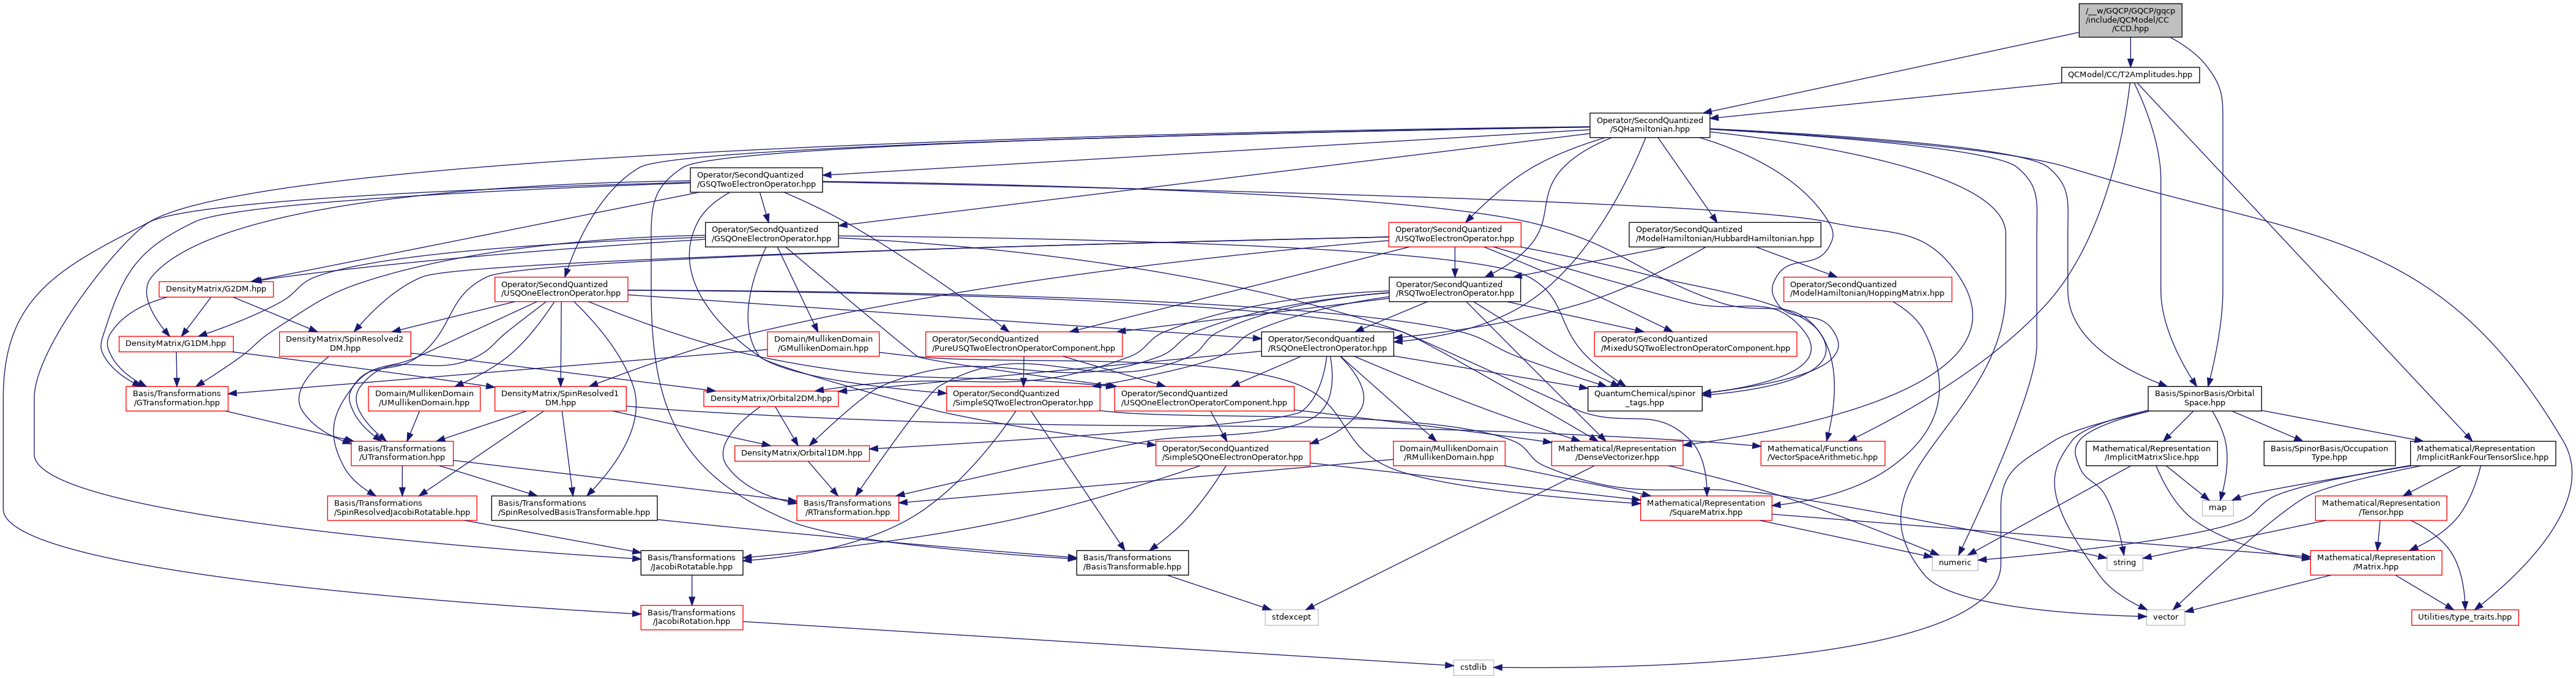 /__w/GQCP/GQCP/gqcp
/include/QCModel/CC
/CCD.hpp
QCModel/CC/T2Amplitudes.hpp
Operator/SecondQuantized
/SQHamiltonian.hpp
Operator/SecondQuantized
/GSQTwoElectronOperator.hpp
Operator/SecondQuantized
/GSQOneElectronOperator.hpp
Operator/SecondQuantized
/USQTwoElectronOperator.hpp
Operator/SecondQuantized
/ModelHamiltonian/HubbardHamiltonian.hpp
DensityMatrix/G2DM.hpp
Operator/SecondQuantized
/USQOneElectronOperator.hpp
Operator/SecondQuantized
/RSQTwoElectronOperator.hpp
Operator/SecondQuantized
/ModelHamiltonian/HoppingMatrix.hpp
DensityMatrix/G1DM.hpp
DensityMatrix/SpinResolved2
DM.hpp
Domain/MullikenDomain
/GMullikenDomain.hpp
Operator/SecondQuantized
/PureUSQTwoElectronOperatorComponent.hpp
Operator/SecondQuantized
/RSQOneElectronOperator.hpp
Operator/SecondQuantized
/MixedUSQTwoElectronOperatorComponent.hpp
Basis/Transformations
/GTransformation.hpp
Domain/MullikenDomain
/UMullikenDomain.hpp
DensityMatrix/SpinResolved1
DM.hpp
DensityMatrix/Orbital2DM.hpp
Operator/SecondQuantized
/SimpleSQTwoElectronOperator.hpp
Operator/SecondQuantized
/USQOneElectronOperatorComponent.hpp
QuantumChemical/spinor
_tags.hpp
Basis/SpinorBasis/Orbital
Space.hpp
Basis/Transformations
/UTransformation.hpp
DensityMatrix/Orbital1DM.hpp
Operator/SecondQuantized
/SimpleSQOneElectronOperator.hpp
Domain/MullikenDomain
/RMullikenDomain.hpp
Mathematical/Representation
/DenseVectorizer.hpp
Mathematical/Functions
/VectorSpaceArithmetic.hpp
Mathematical/Representation
/ImplicitMatrixSlice.hpp
Basis/SpinorBasis/Occupation
Type.hpp
Mathematical/Representation
/ImplicitRankFourTensorSlice.hpp
Basis/Transformations
/SpinResolvedJacobiRotatable.hpp
Basis/Transformations
/SpinResolvedBasisTransformable.hpp
Basis/Transformations
/RTransformation.hpp
Mathematical/Representation
/SquareMatrix.hpp
map
Mathematical/Representation
/Tensor.hpp
Basis/Transformations
/JacobiRotatable.hpp
Basis/Transformations
/BasisTransformable.hpp
numeric
string
Mathematical/Representation
/Matrix.hpp
Basis/Transformations
/JacobiRotation.hpp
stdexcept
vector
Utilities/type_traits.hpp
cstdlib